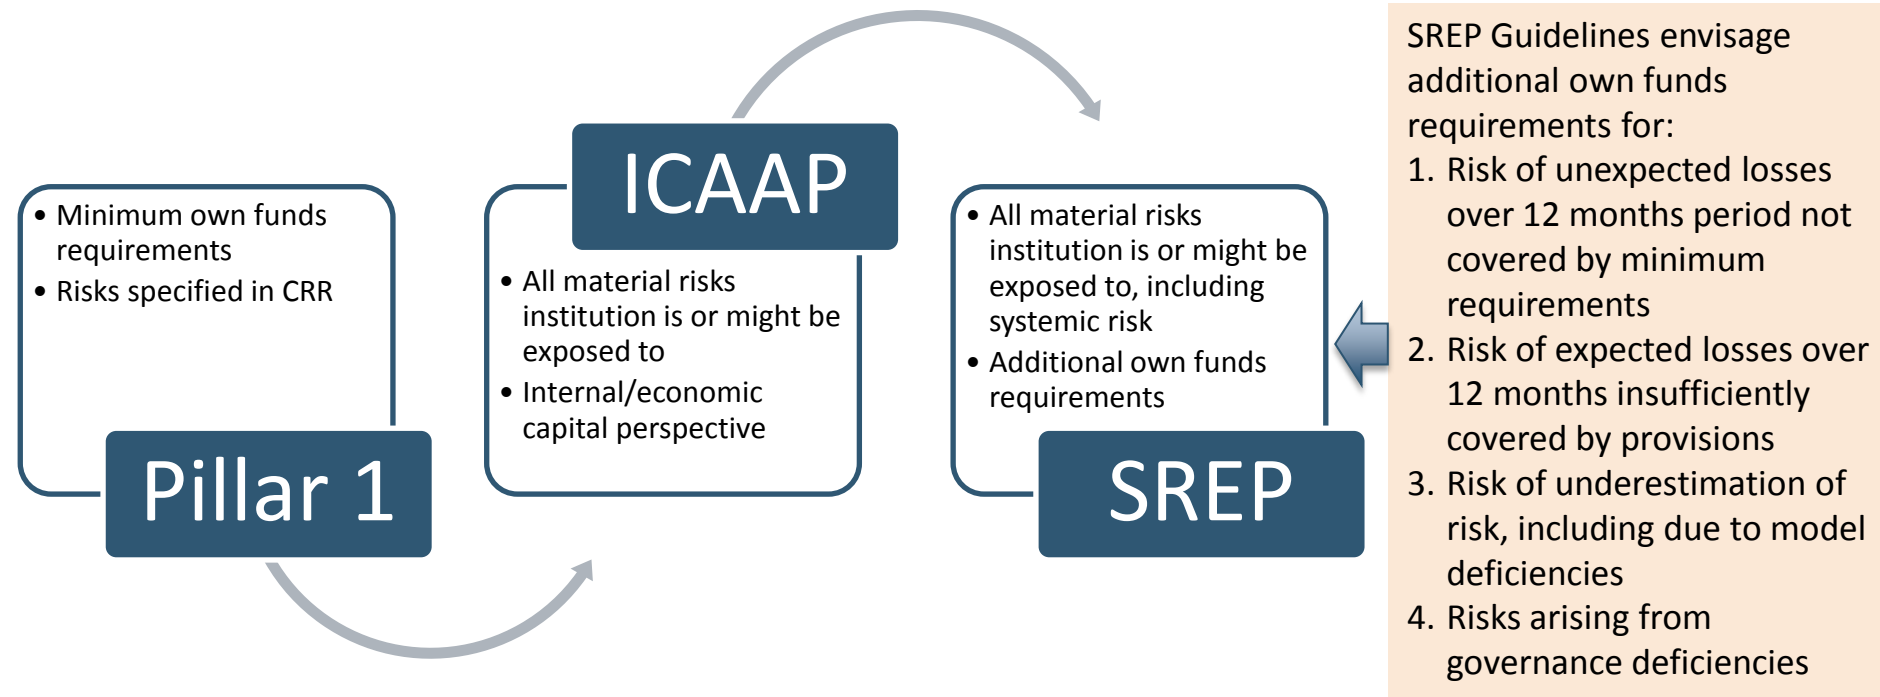 • Minimum own funds
requirements
• Risks specified in CRR
Pillar 1
ICAAP
• All material risks
institution is or might be
exposed to
• Internal/economic
capital perspective
• All material risks
institution is or might be
exposed to, including
systemic risk
• Additional own funds
requirements
SREP
SREP Guidelines envisage
additional own funds
requirements for:
1. Risk of unexpected losses
over 12 months period not
covered by minimum
requirements
2. Risk of expected losses over
12 months insufficiently
covered by provisions
3. Risk of underestimation of
risk, including due to model
deficiencies
4. Risks arising from
governance deficiencies